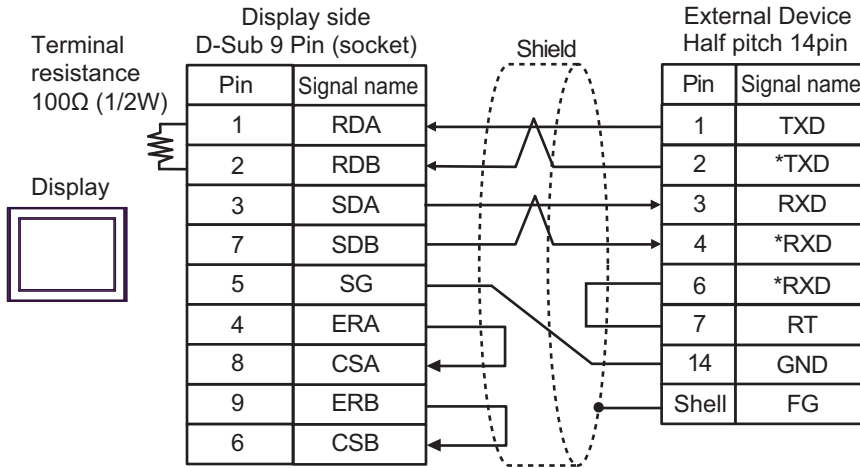 Display side
D-Sub 9 Pin (socket)
External Device
Half pitch 14pin
Terminal
resistance
100Ω (1/2W)
Shield
Display
Pin Signal name
1 RDA
2 RDB
3 SDA
7 SDB
5 SG
4 ERA
8 CSA
9 ERB
6 CSB
Pin Signal name
1 TXD
2 *TXD
3 RXD
4 *RXD
6 *RXD
7 RT
14 GND
Shell FG